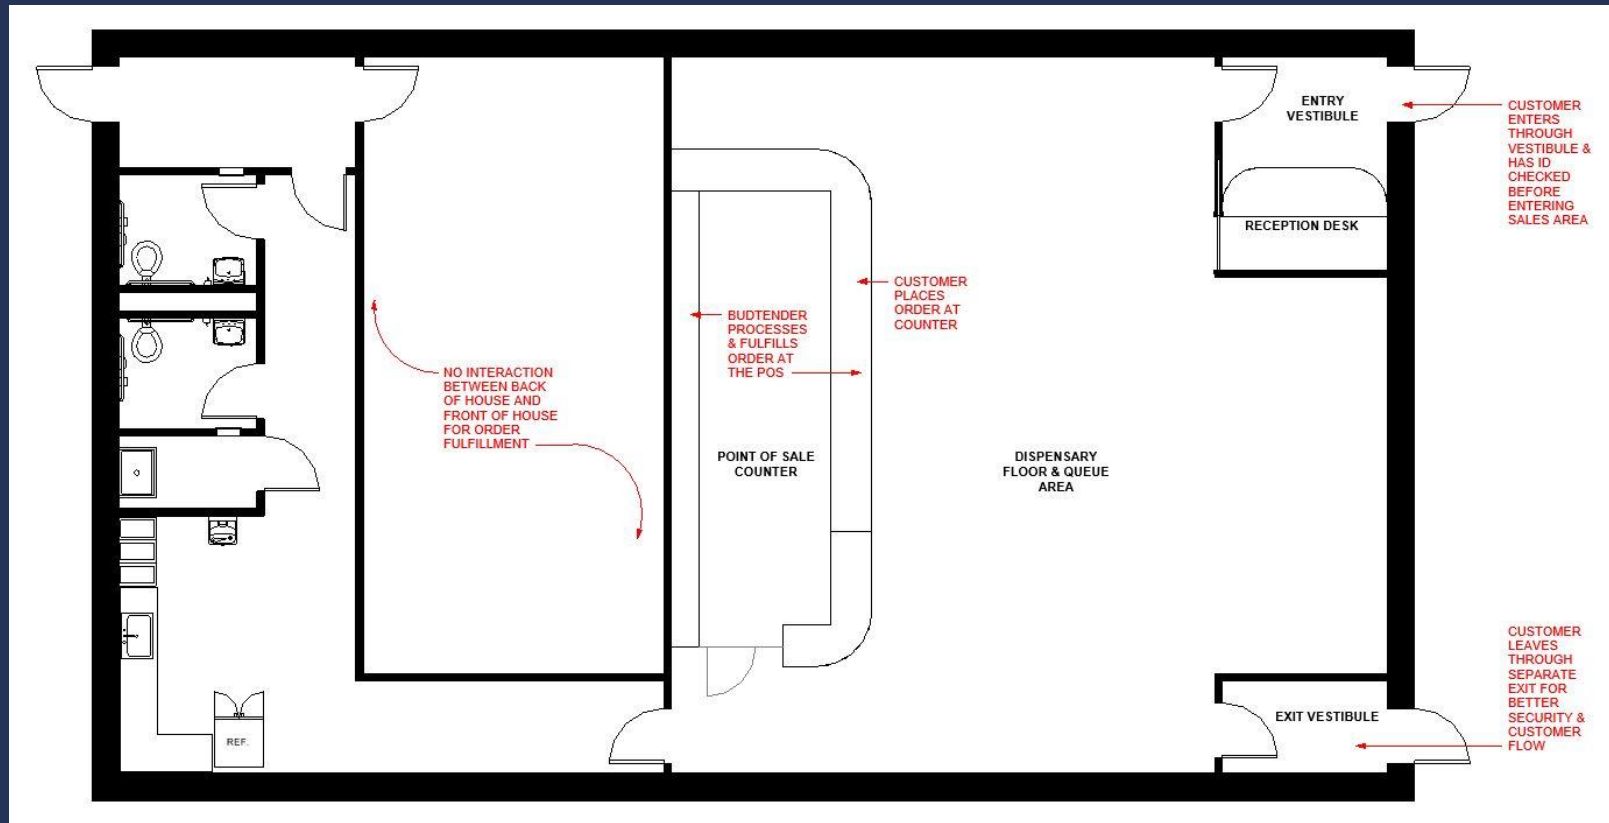 ENTRY
VESTIBULE
CUSTOMER
ENTERS
THROUGH
VESTIBULE &
HAS ID
CHECKED
BEFORE
ENTERING
SALES AREA
RECEPTION DESK
CUSTOMER
PLACES
ORDER AT
COUNTER
BUDTENDER
PROCESSES
& FULFILLS
ORDER AT
THE POS
NO INTERACTION
BETWEEN BACK
OF HOUSE AND
FRONT OF HOUSE
FOR ORDER
FULFILLMENT
POINT OF SALE
COUNTER
DISPENSARY
FLOOR & QUEUE
AREA
CUSTOMER
LEAVES
THROUGH
SEPARATE
EXIT FOR
BETTER
SECURITY &
CUSTOMER
FLOW
EXIT VESTIBULE
REF.